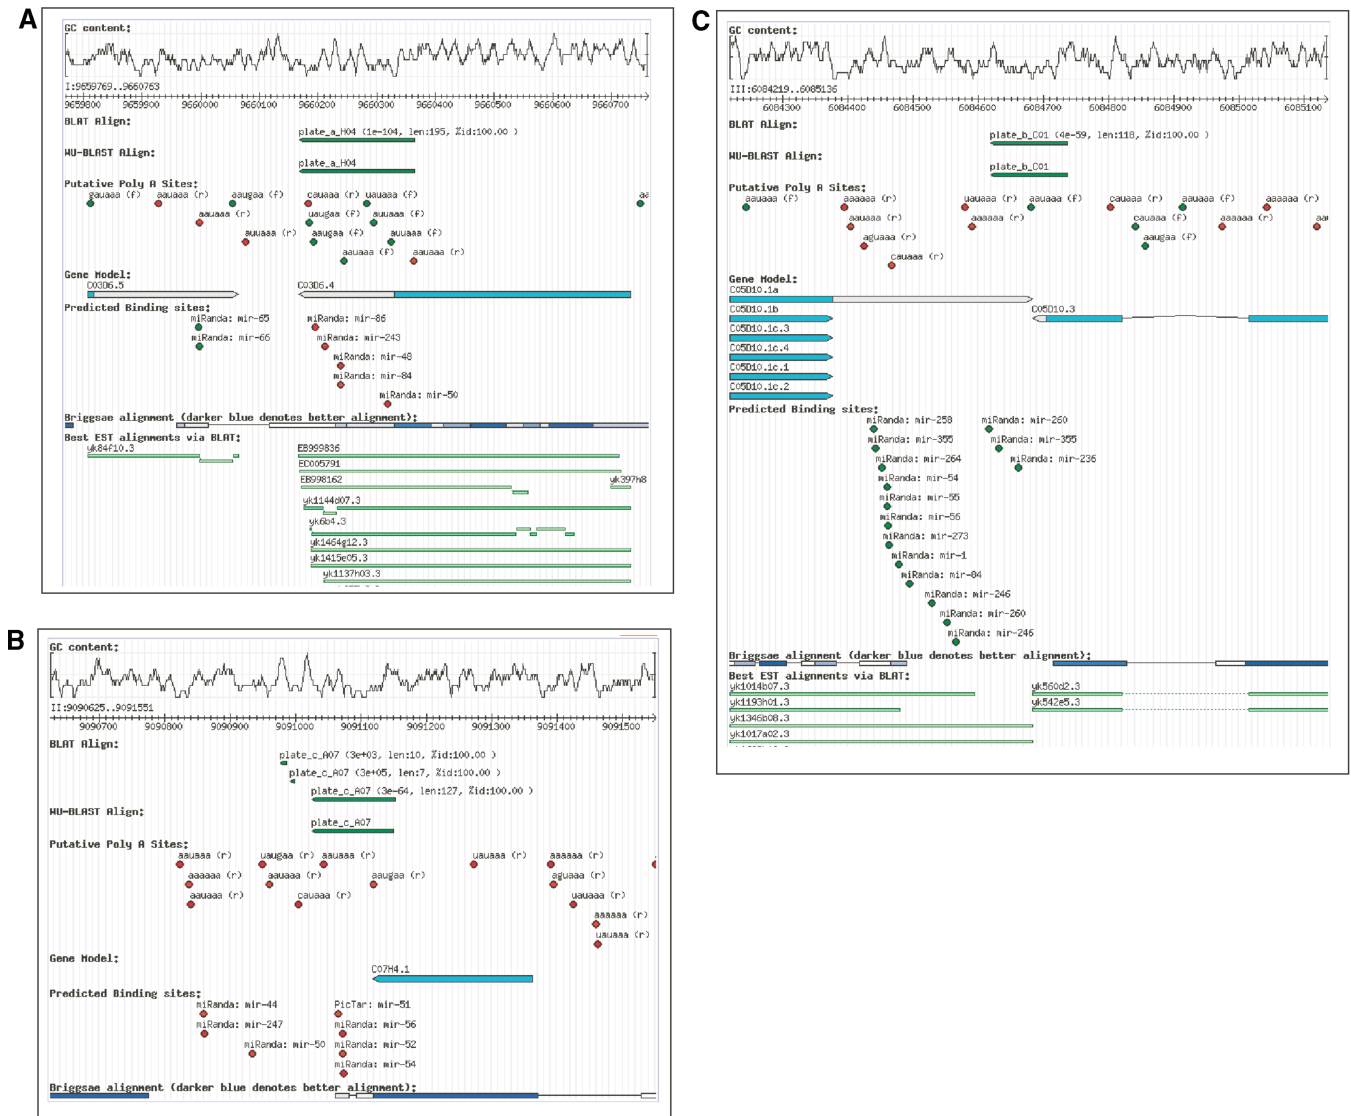 A
GC content:
I:9659769..9660763
9659800 9659900 9660000 9660100 9660200 9660300 9660400 9660500 9660600 9660700
BLAT Align:
plate_a_H04 (1e-104, len:195, %id:100.00 )
WU-BLAST Align:
plate_a_H04
Putative Poly A Sites:
gauaaa (f) aauaaa (r) aaugaa (f) cauaaa (r) uauaaa (f) aa
aauaaa (r) uaugaa (f) auuaaa (f)
auuaaa (r) aaugaa (f) aauaaa (f)
aauaaa (f) aauaaa (r)
Gene Model:
C03D6.5 C03D6.4
Predicted Binding sites:
miRanda: mir-65 miRanda: mir-86
miRanda: mir-66 miRanda: mir-243
miRanda: mir-48
miRanda: mir-84
miRanda: mir-50
Briggsae alignment (darker blue denotes better alignment):
Best EST alignments via BLAT:
yk84f10.3 EB999836
EC005791
EB998162 yk397h8
yk1144d07.3
yk6b4.3
yk1464g12.3
yk1415e05.3
yk1137h03.3
B
GC content:
II:9090625..9091551
9090700 9090800 9090900 9091000 9091100 9091200 9091300 9091400 9091500
BLAT Align:
plate_c_A07 (3e+03, len:10, %id:100.00 )
plate_c_A07 (3e+05, len:7, %id:100.00 )
plate_c_A07 (3e-64, len:127, %id:100.00 )
WU-BLAST Align:
plate_c_A07
Putative Poly A Sites:
aauaaa (r) uaugaa (r) aauaaa (r) uauaaa (r) aaaaaa (r)
aaaaaa (r) aauaaa (r) aaugaa (r) aguaaa (r)
aauaaa (r) cauaaa (r) uauaaa (r)
aaaaaa (r)
uauaaa (r)
Gene Model:
C07H4.1
Predicted Binding sites:
miRanda: mir-44 PicTar: mir-51
miRanda: mir-247 miRanda: mir-56
miRanda: mir-50 miRanda: mir-52
miRanda: mir-54
Briggsae alignment (darker blue denotes better alignment):
C
GC content:
III:6084219..6085136
6084300 6084400 6084500 6084600 6084700 6084800 6084900 6085000 6085100
BLAT Align:
plate_b_C01 (4e-59, len:118, %id:100.00 )
WU-BLAST Align:
plate_b_C01
Putative Poly A Sites:
aauaaa (f) aaaaaa (r) uauaaa (r) aauaaa (f) cauaaa (r) aauaaa (f) aaaaaa (r)
aauaaa (r) aaaaaa (r) cauaaa (f) aaaaaa (r) aau
aguaaa (r) aaugaa (f)
cauaaa (r)
Gene Model:
C05D10.1a
C05D10.1b C05D10.3
C05D10.1c.3
C05D10.1c.4
C05D10.1c.1
C05D10.1c.2
Predicted Binding sites:
miRanda: mir-258 miRanda: mir-260
miRanda: mir-355 miRanda: mir-355
miRanda: mir-264 miRanda: mir-236
miRanda: mir-54
miRanda: mir-55
miRanda: mir-56
miRanda: mir-273
miRanda: mir-1
miRanda: mir-84
miRanda: mir-246
miRanda: mir-260
miRanda: mir-246
Briggsae alignment (darker blue denotes better alignment):
Best EST alignments via BLAT:
yk1014b07.3 yk560d2.3
yk1193h01.3 yk542e5.3
yk1346b08.3
yk1017a02.3